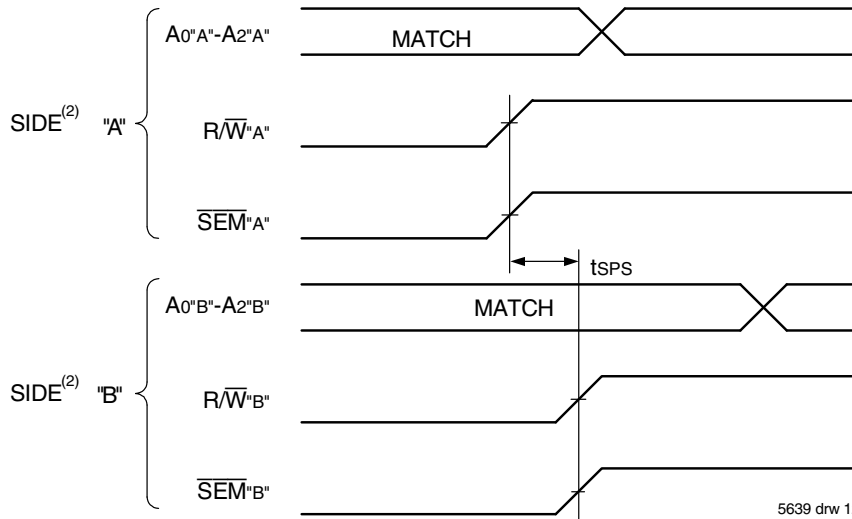 A0"A"-A2"A" MATCH
SIDE(2) "A" R/W"A"
SEM"A"
tSPS
A0"B"-A2"B" MATCH
SIDE(2) "B" R/W"B"
SEM"B"
5639 drw 1